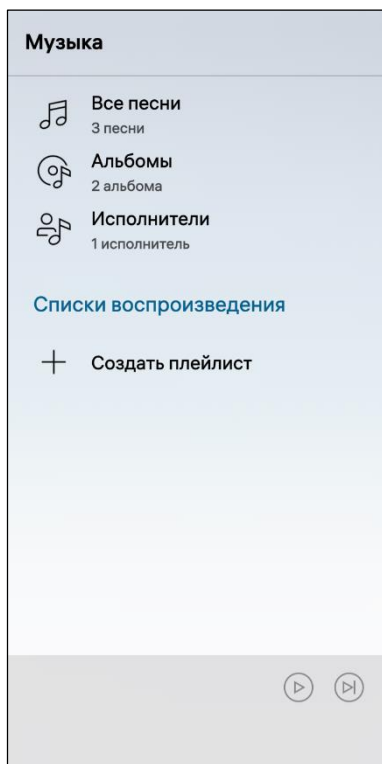 Музыка
Все песни
3 песни
Альбомы
2 альбома
Исполнители
1 исполнитель
Списки воспроизведения
Создать плейлист